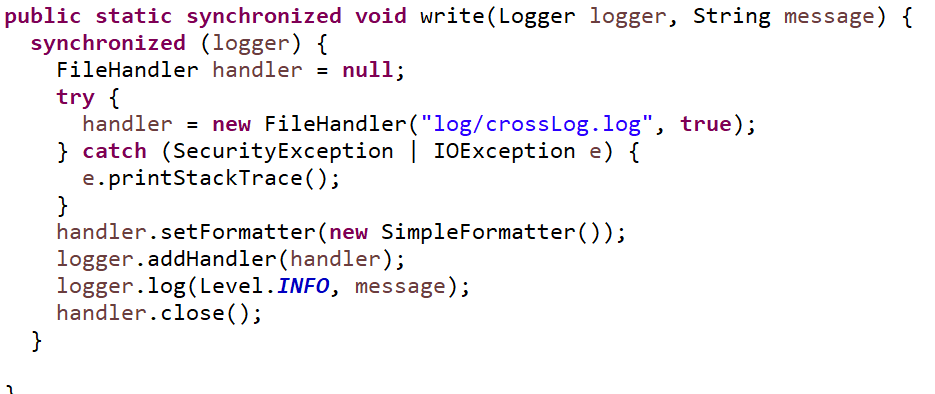 public static synchronized void write(Logger logger, String message) {
  synchronized (logger) {
    FileHandler handler = null;
    try {
      handler = new FileHandler("log/crossLog.log", true);
    } catch (SecurityException | IOException e) {
      e.printStackTrace();
    }
    handler.setFormatter(new SimpleFormatter());
    logger.addHandler(handler);
    logger.log(Level.INFO, message);
    handler.close();
  }
}